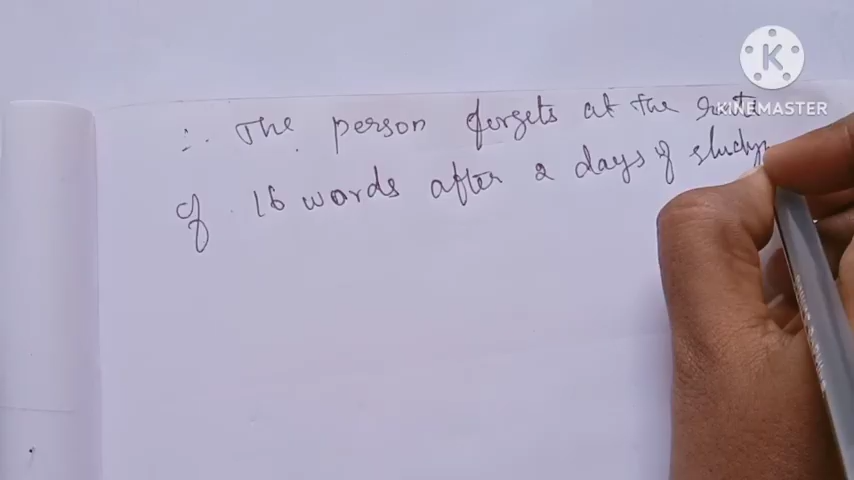 K
KINEMASTER
∴ The person forgets at the rate
of 16 words after 2 days of study